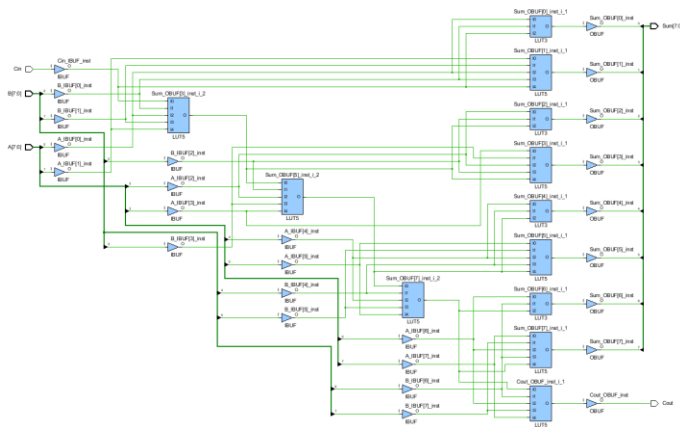 Sum_OBUF[0]_inst_i_1
Sum_OBUF[0]_inst
Sum[7:0]
LUT3
OBUF
Cin_IBUF_inst
Sum_OBUF[1]_inst_i_1
Cin
IBUF
Sum_OBUF[1]_inst
B_IBUF[0]_inst
OBUF
B[7:0]
Sum_OBUF[3]_inst_i_2
LUT5
IBUF
B_IBUF[1]_inst
Sum_OBUF[2]_inst_i_1
Sum_OBUF[2]_inst
IBUF
LUT5
LUT3
OBUF
A_IBUF[0]_inst
A[7:0]
IBUF
Sum_OBUF[3]_inst_i_1
A_IBUF[1]_inst
B_IBUF[2]_inst
Sum_OBUF[3]_inst
IBUF
IBUF
OBUF
A_IBUF[2]_inst
Sum_OBUF[5]_inst_i_2
LUT5
IBUF
A_IBUF[3]_inst
Sum_OBUF[4]_inst_i_1
Sum_OBUF[4]_inst
IBUF
LUT5
LUT3
OBUF
B_IBUF[3]_inst
A_IBUF[4]_inst
Sum_OBUF[5]_inst_i_1
IBUF
IBUF
Sum_OBUF[5]_inst
A_IBUF[5]_inst
OBUF
IBUF
Sum_OBUF[7]_inst_i_2
LUT5
B_IBUF[4]_inst
Sum_OBUF[6]_inst_i_1
Sum_OBUF[6]_inst
IBUF
B_IBUF[5]_inst
LUT3
OBUF
IBUF
LUT5
Sum_OBUF[7]_inst_i_1
A_IBUF[6]_inst
Sum_OBUF[7]_inst
IBUF
OBUF
A_IBUF[7]_inst
LUT5
IBUF
B_IBUF[6]_inst
Cout_OBUF_inst_i_1
IBUF
Cout_OBUF_inst
B_IBUF[7]_inst
Cout
IBUF
LUT5
OBUF